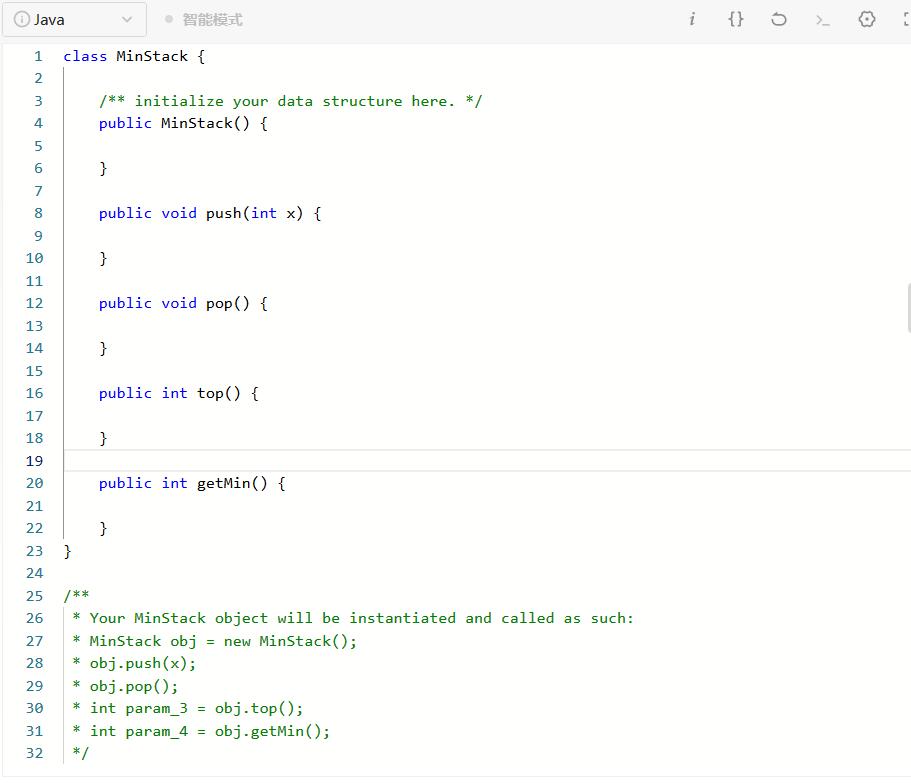 Java 智能模式
1 class MinStack {
2
3     /** initialize your data structure here. */
4     public MinStack() {
5
6     }
7
8     public void push(int x) {
9
10     }
11
12     public void pop() {
13
14     }
15
16     public int top() {
17
18     }
19
20     public int getMin() {
21
22     }
23 }
24
25 /**
26  * Your MinStack object will be instantiated and called as such:
27  * MinStack obj = new MinStack();
28  * obj.push(x);
29  * obj.pop();
30  * int param_3 = obj.top();
31  * int param_4 = obj.getMin();
32  */